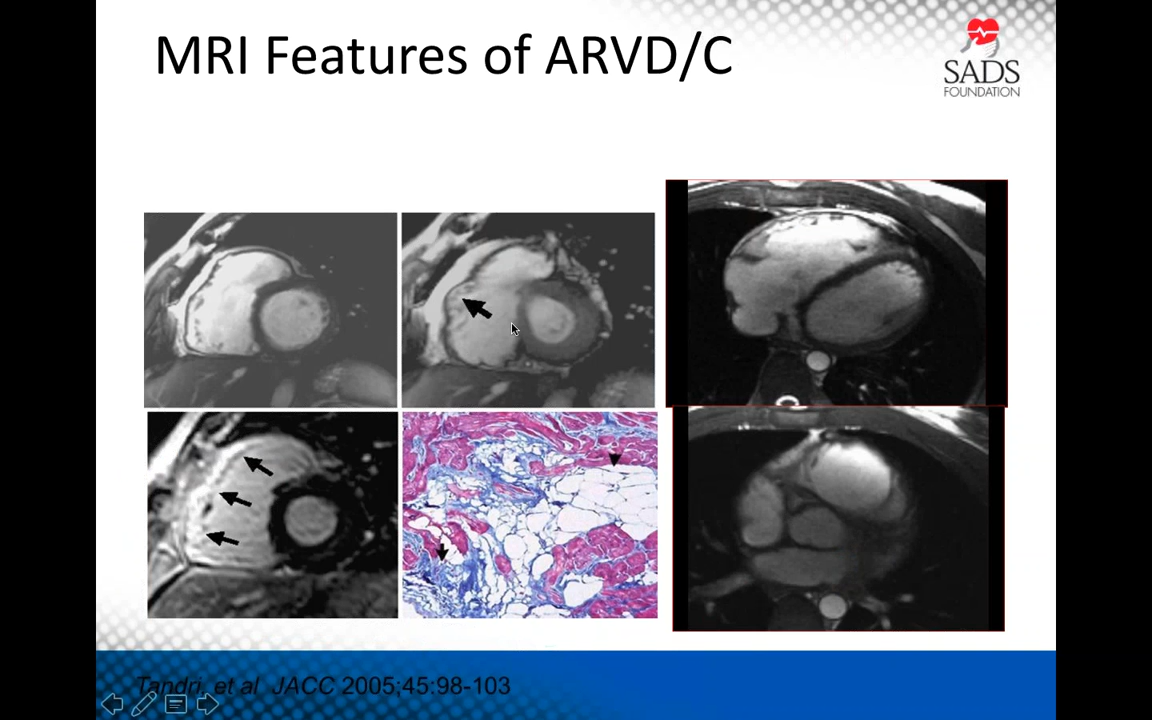 MRI Features of ARVD/C
SADS
FOUNDATION
Tandri, et al  JACC 2005;45:98-103